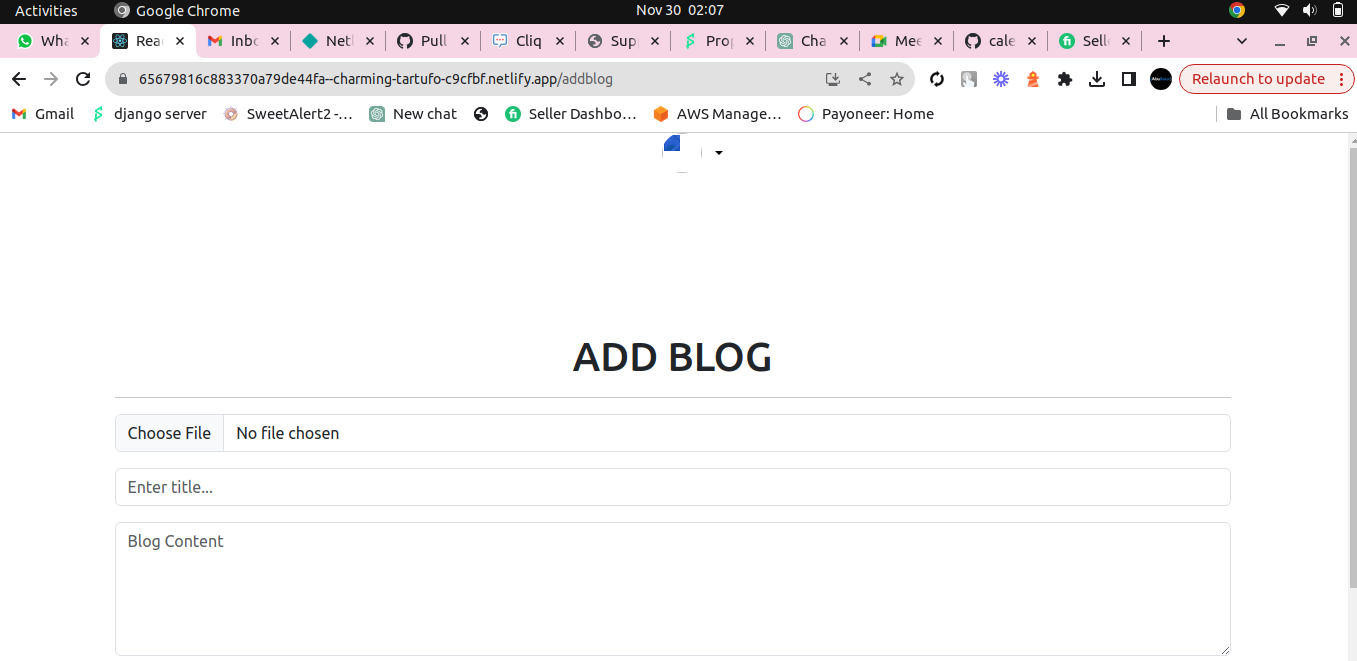 Activities Google Chrome Nov 30 02:07
Wha Rea Inbo Netl Pull Cliq Sup Prop Cha Mee cale Sell
65679816c883370a79de44fa--charming-tartufo-c9cfbf.netlify.app/addblog Relaunch to update
Gmail django server SweetAlert2 -... New chat Seller Dashbo... AWS Manage... Payoneer: Home All Bookmarks
ADD BLOG
Choose File No file chosen
Enter title...
Blog Content